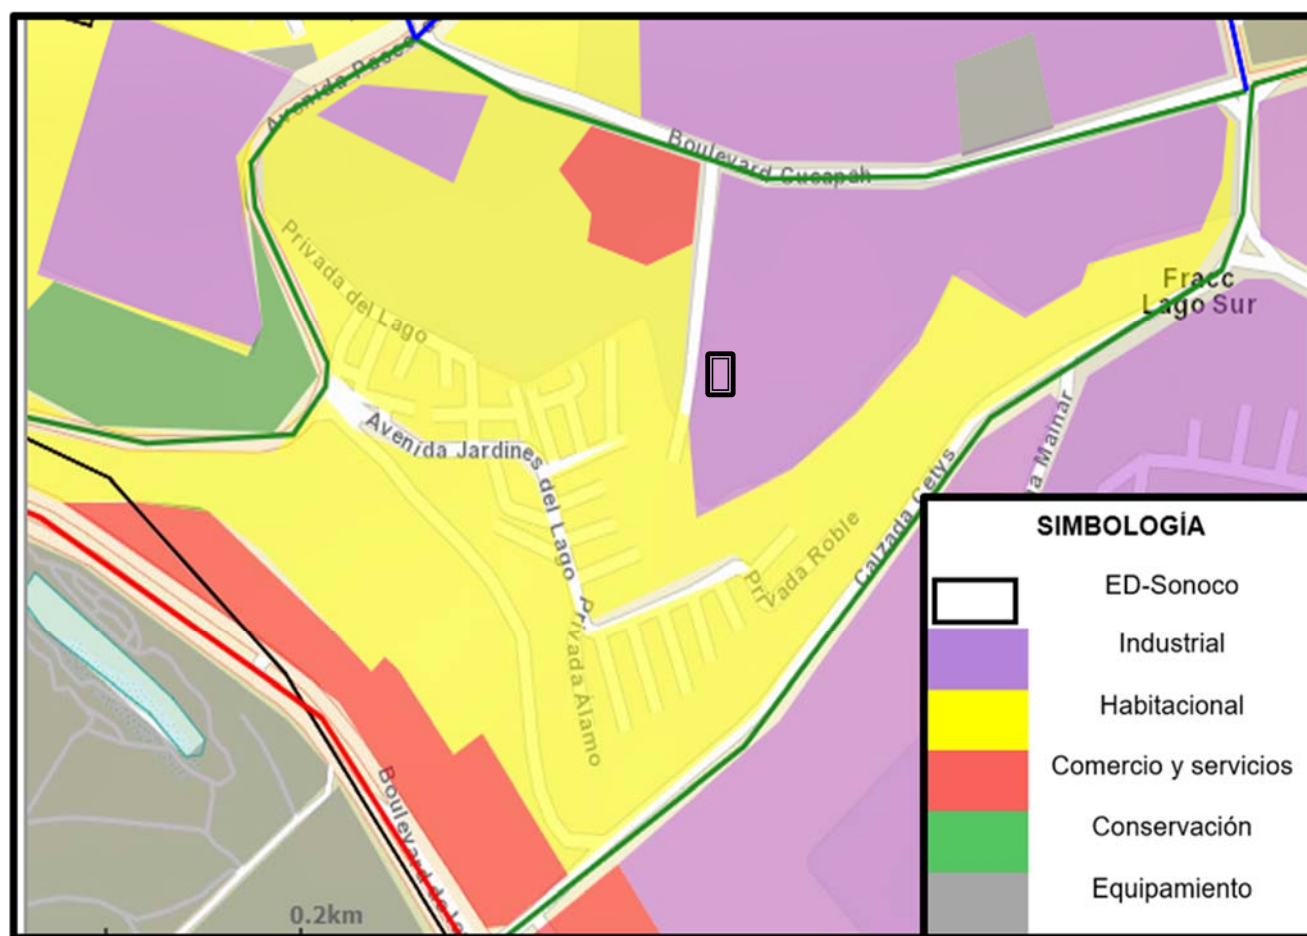 Avenida Paseo
Boulevard Cucapah
Privada del Lago
Fracc
Lago Sur
Avenida Jardines del Lago
Calzada Cetys
Mainar
Privada Roble
Privada Álamo
Boulevard de lo
0.2km
SIMBOLOGÍA
ED-Sonoco
Industrial
Habitacional
Comercio y servicios
Conservación
Equipamiento